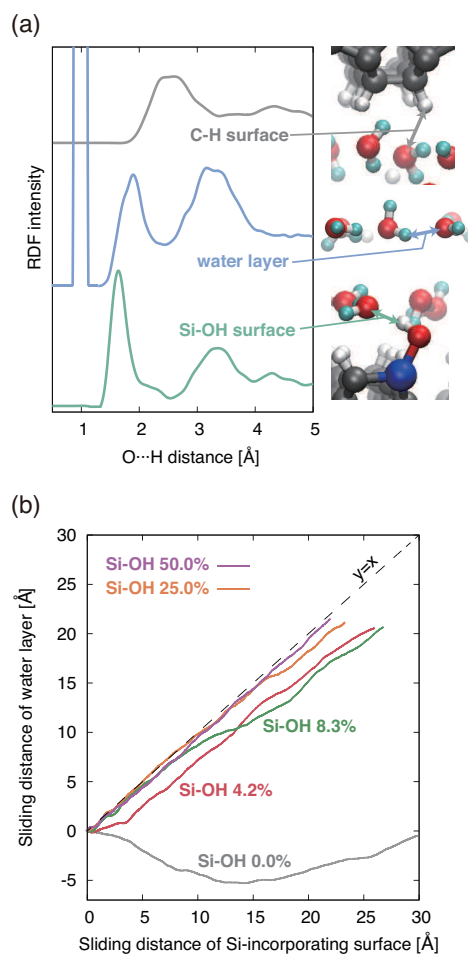 (a)
RDF intensity
C-H surface
water layer
Si-OH surface
1
2
3
4
5
O···H distance [Å]
(b)
Sliding distance of water layer [Å]
30
25
20
15
10
5
0
-5
Si-OH 50.0%
Si-OH 25.0%
y=x
Si-OH 8.3%
Si-OH 4.2%
Si-OH 0.0%
0
5
10
15
20
25
30
Sliding distance of Si-incorporating surface [Å]